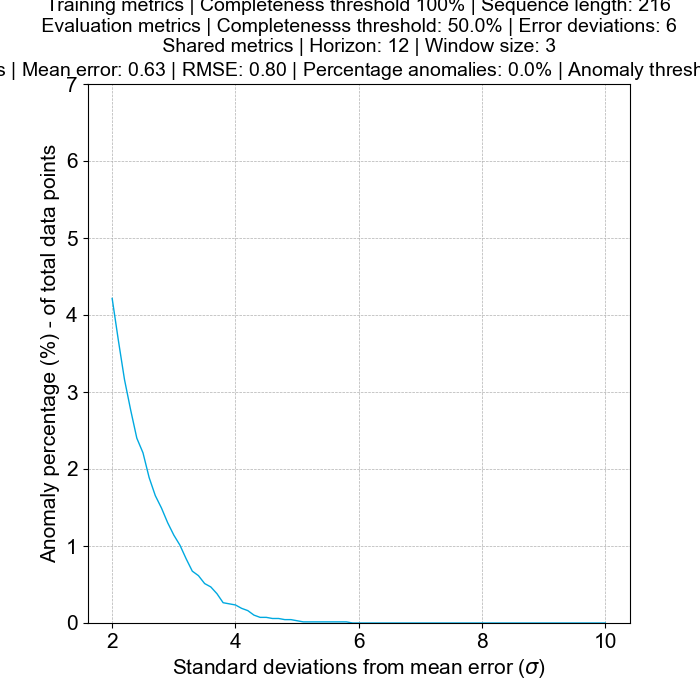 Training metrics | Completeness threshold 100% | Sequence length: 216
Evaluation metrics | Completenesss threshold: 50.0% | Error deviations: 6
Shared metrics | Horizon: 12 | Window size: 3
| Mean error: 0.63 | RMSE: 0.80 | Percentage anomalies: 0.0% | Anomaly
7
6
5
4
3
2
1
0
Anomaly percentage (%) - of total data points
2 4 6 8 10
Standard deviations from mean error (σ)